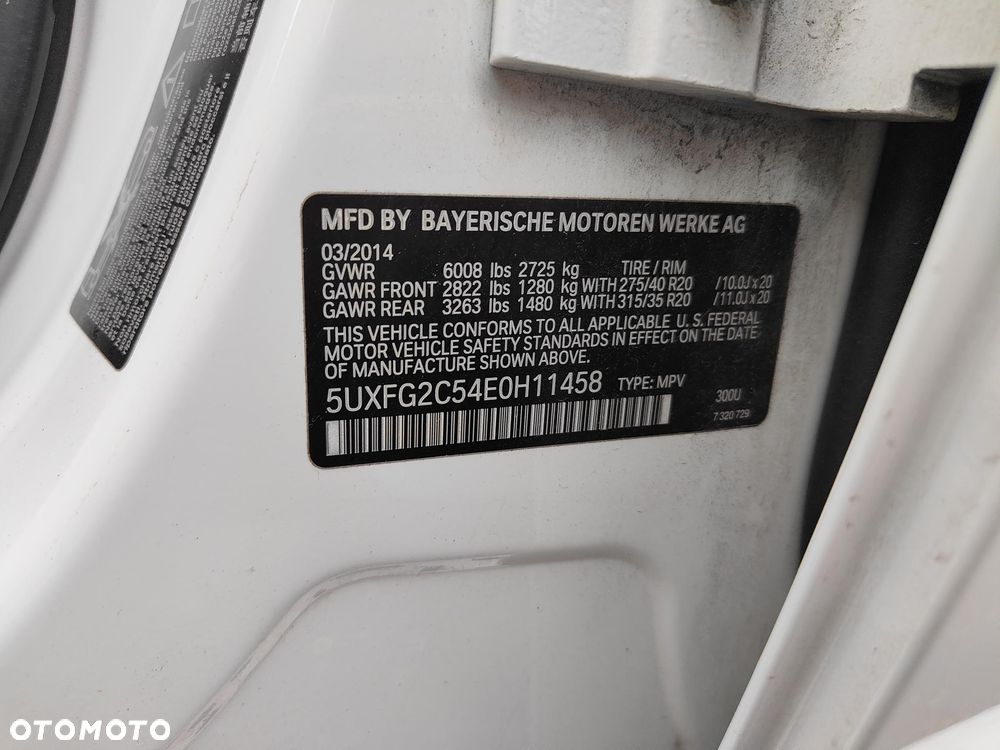 MFD BY BAYERISCHE MOTOREN WERKE AG
03/2014
GVWR 6008 lbs 2725 kg TIRE / RIM
GAWR FRONT 2822 lbs 1280 kg WITH 275/40 R20 /10.0J x 20
GAWR REAR 3263 lbs 1480 kg WITH 315/35 R20 /11.0J x 20
THIS VEHICLE CONFORMS TO ALL APPLICABLE U. S. FEDERAL
MOTOR VEHICLE SAFETY STANDARDS IN EFFECT ON THE DATE
OF MANUFACTURE SHOWN ABOVE.
5UXFG2C54E0H11458 TYPE: MPV 300U
7 320 729
OTOMOTO